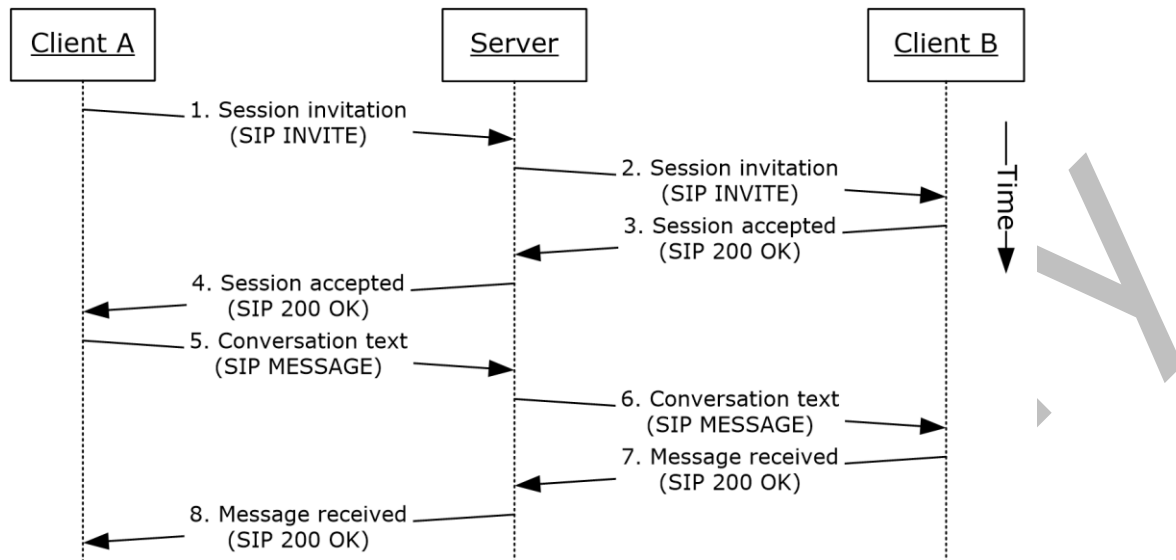 Client A
Server
Client B
1. Session invitation
(SIP INVITE)
2. Session invitation
(SIP INVITE)
Time
3. Session accepted
(SIP 200 OK)
4. Session accepted
(SIP 200 OK)
5. Conversation text
(SIP MESSAGE)
6. Conversation text
(SIP MESSAGE)
7. Message received
(SIP 200 OK)
8. Message received
(SIP 200 OK)